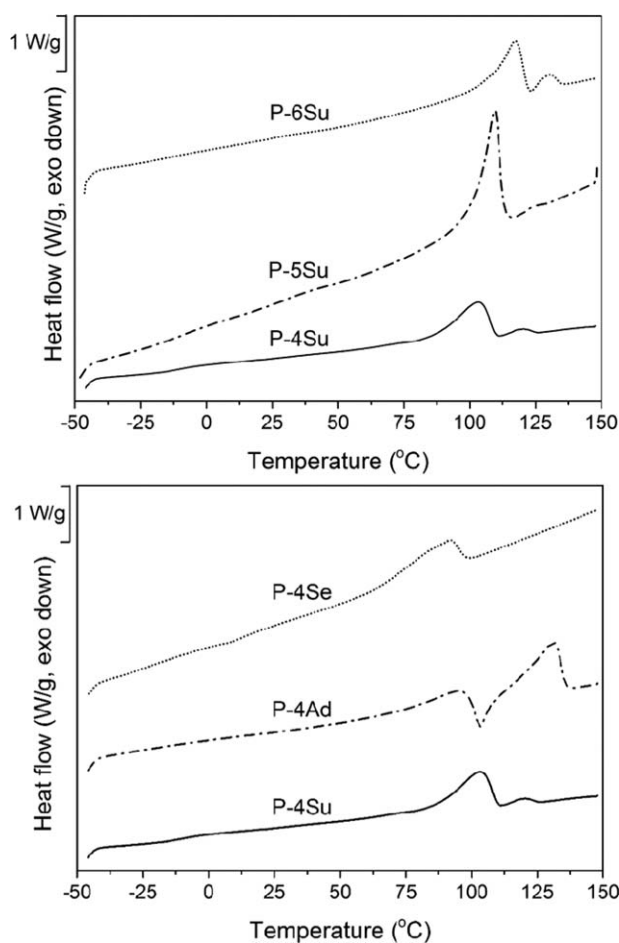 1 W/g
Heat flow (W/g, exo down)
P-6Su
P-5Su
P-4Su
-50 -25 0 25 50 75 100 125 150
Temperature (°C)
1 W/g
Heat flow (W/g, exo down)
P-4Se
P-4Ad
P-4Su
-50 -25 0 25 50 75 100 125 150
Temperature (°C)